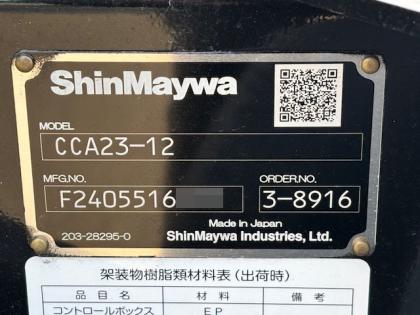 ShinMaywa
MODEL
CCA23-12
MFG.NO. ORDER.NO.
F2405516 3-8916
Made in Japan
203-28295-0 ShinMaywa Industries, Ltd.
架装物樹脂類材料表(出荷時)
品名 材料 備考
コントロールボックス EP